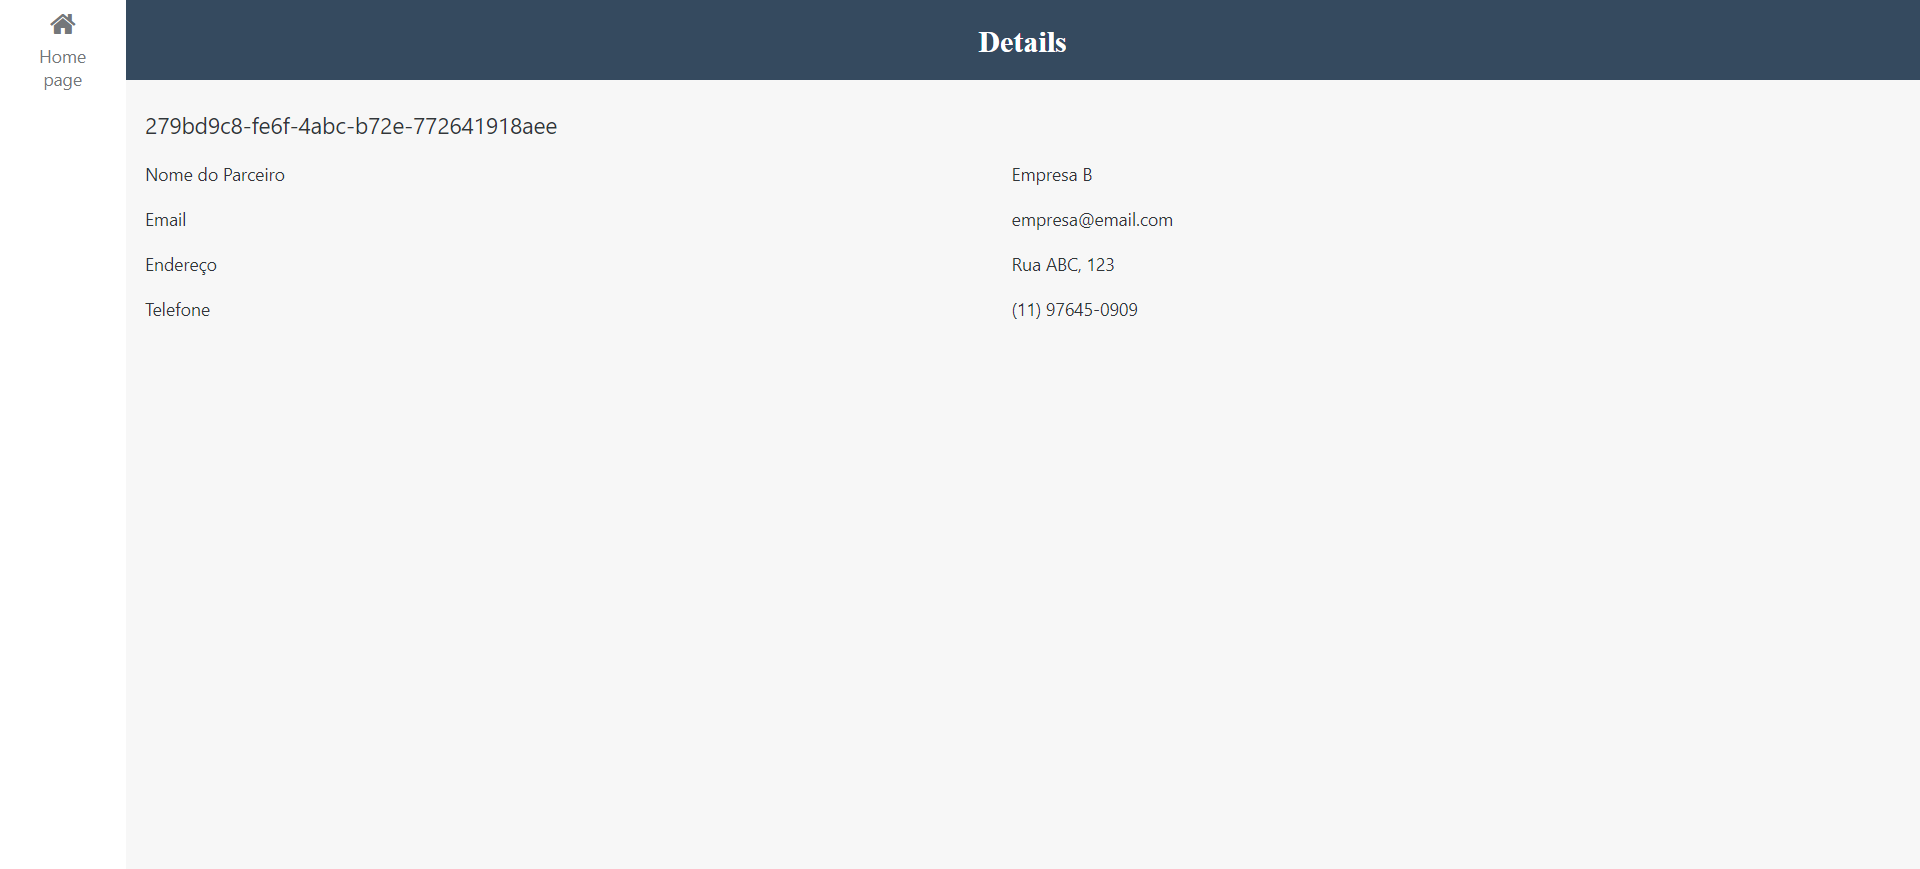 Home
page
Details
279bd9c8-fe6f-4abc-b72e-772641918aee
Nome do Parceiro Empresa B
Email empresa@email.com
Endereço Rua ABC, 123
Telefone (11) 97645-0909